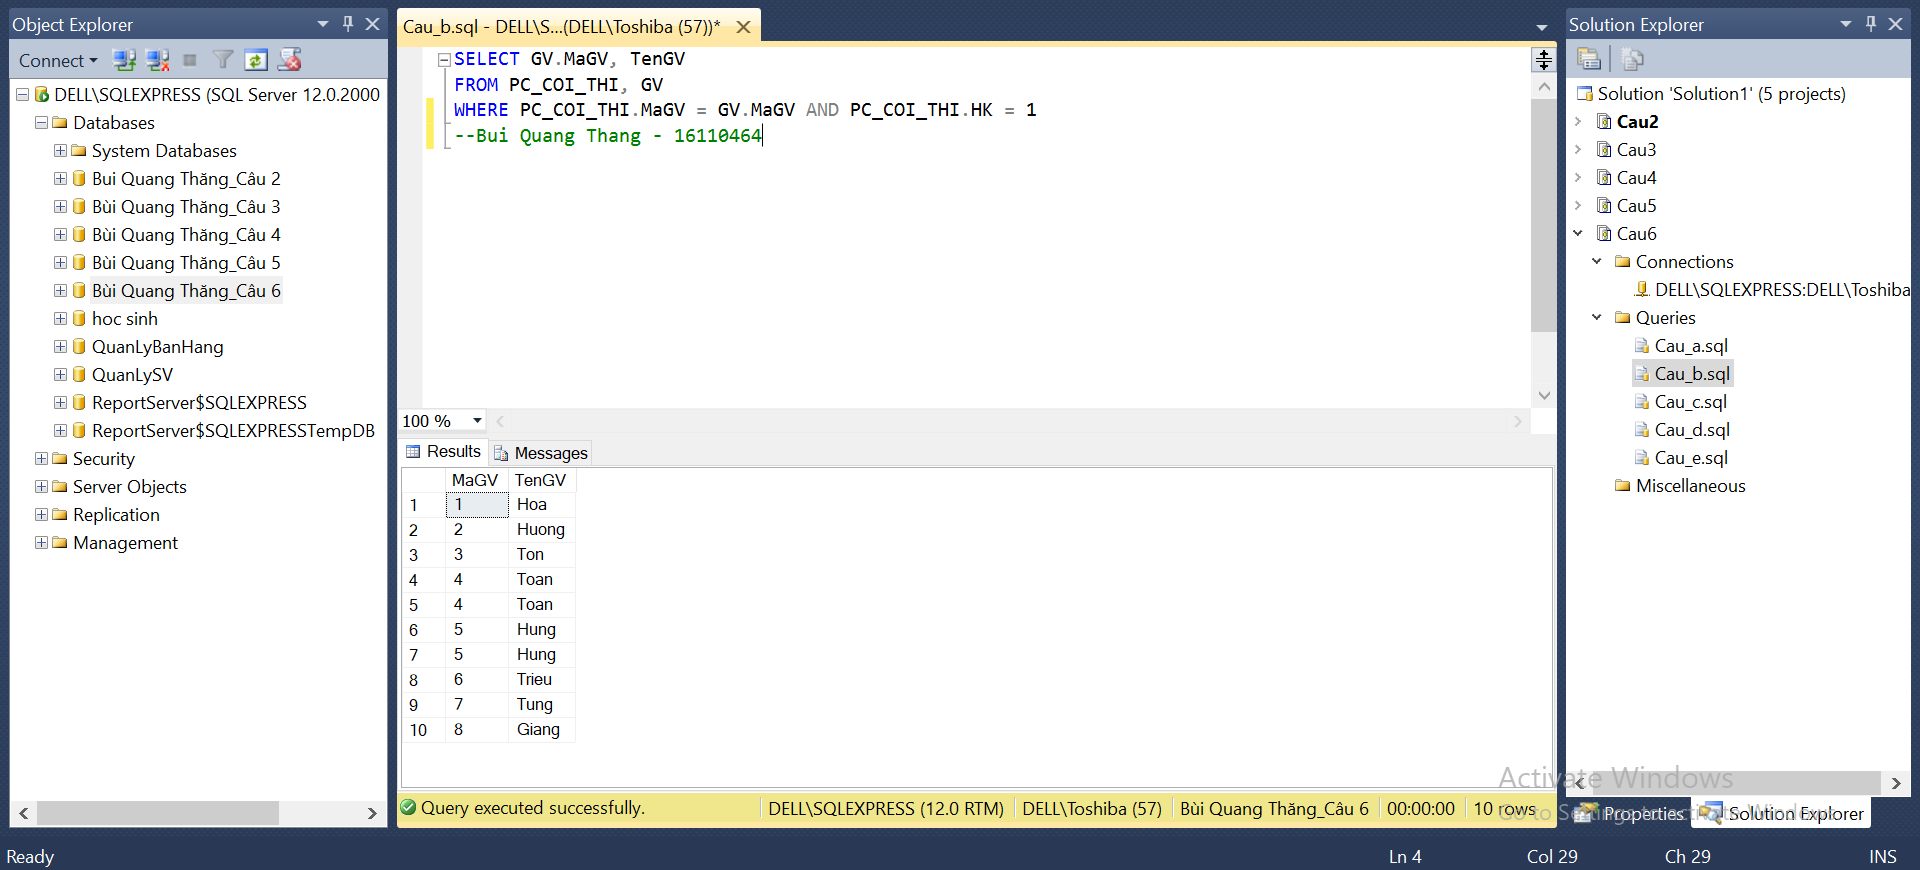 Object Explorer
Connect
DELL\SQLEXPRESS (SQL Server 12.0.2000
Databases
System Databases
Bui Quang Thăng_Câu 2
Bùi Quang Thăng_Câu 3
Bùi Quang Thăng_Câu 4
Bùi Quang Thăng_Câu 5
Bùi Quang Thăng_Câu 6
hoc sinh
QuanLyBanHang
QuanLySV
ReportServer$SQLEXPRESS
ReportServer$SQLEXPRESSTempDB
Security
Server Objects
Replication
Management
Cau_b.sql - DELL\S...(DELL\Toshiba (57))*
SELECT GV.MaGV, TenGV
FROM PC_COI_THI, GV
WHERE PC_COI_THI.MaGV = GV.MaGV AND PC_COI_THI.HK = 1
--Bui Quang Thang - 16110464
100 %
Results Messages
MaGV TenGV
1 1 Hoa
2 2 Huong
3 3 Ton
4 4 Toan
5 4 Toan
6 5 Hung
7 5 Hung
8 6 Trieu
9 7 Tung
10 8 Giang
Query executed successfully. DELL\SQLEXPRESS (12.0 RTM) DELL\Toshiba (57) Bùi Quang Thăng_Câu 6 00:00:00 10 rows
Solution Explorer
Solution 'Solution1' (5 projects)
Cau2
Cau3
Cau4
Cau5
Cau6
Connections
DELL\SQLEXPRESS:DELL\Toshiba
Queries
Cau_a.sql
Cau_b.sql
Cau_c.sql
Cau_d.sql
Cau_e.sql
Miscellaneous
Activate Windows
Go to Settings to activate Windows.
Properties Solution Explorer
Ready Ln 4 Col 29 Ch 29 INS